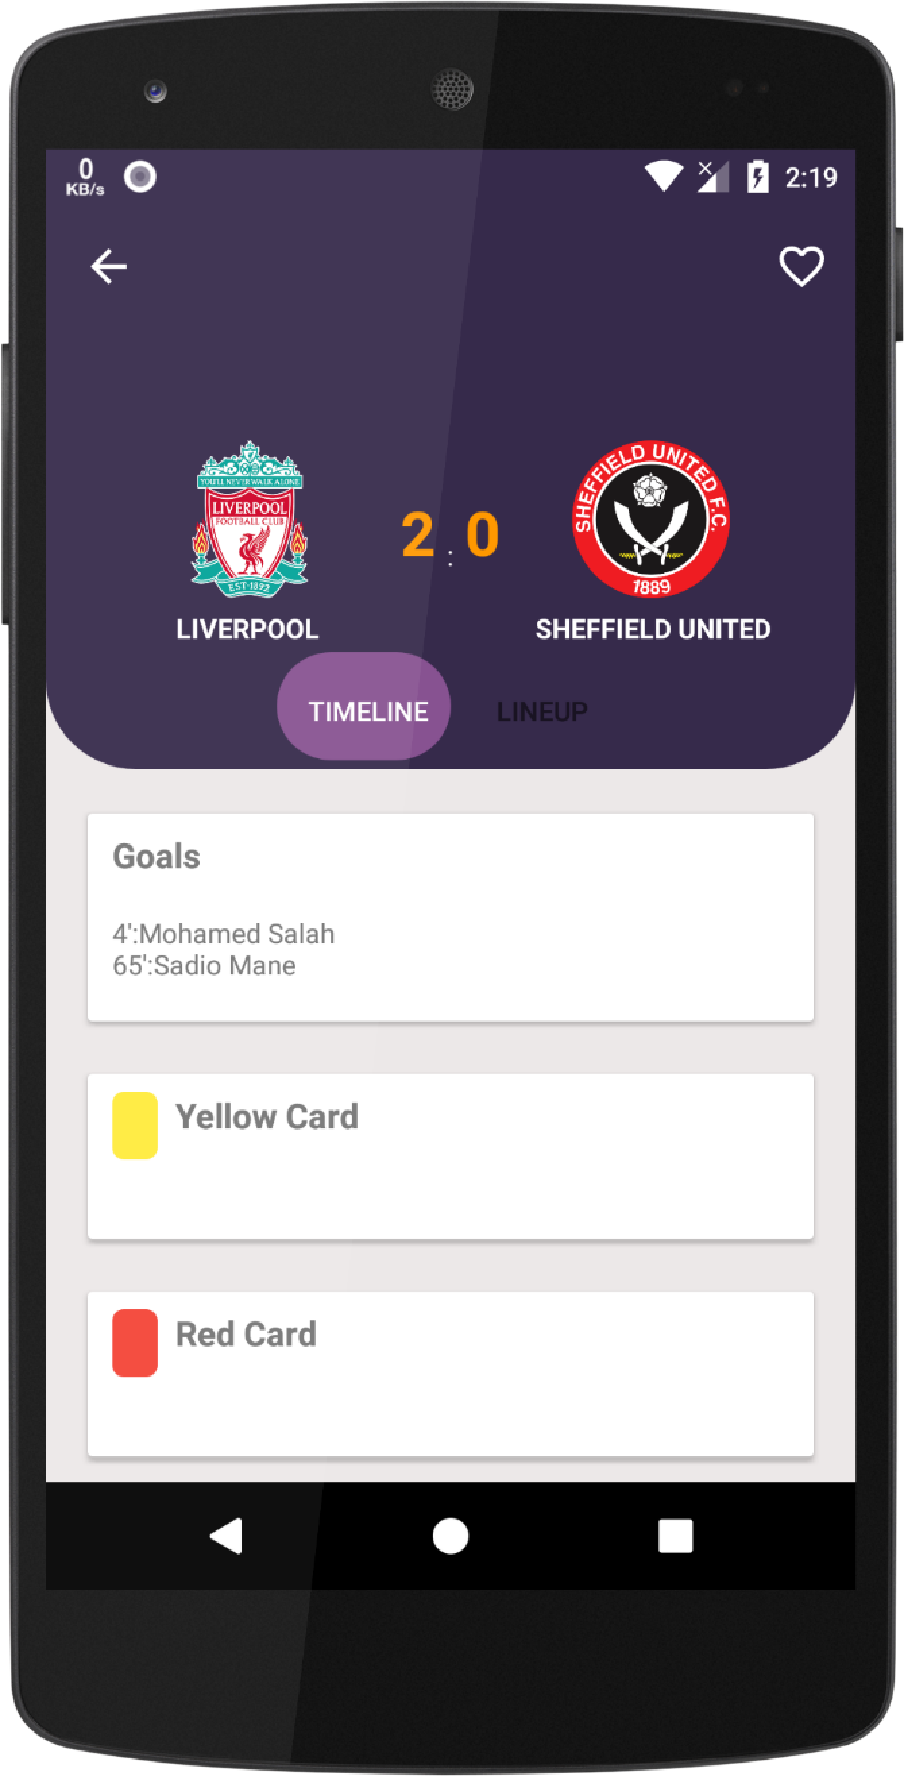 0
KB/s
2:19
YOU'LL NEVER WALK ALONE
LIVERPOOL
FOOTBALL CLUB
EST·1892
2 : 0
SHEFFIELD UNITED F.C.
1889
LIVERPOOL
SHEFFIELD UNITED
TIMELINE
LINEUP
Goals
4':Mohamed Salah
65':Sadio Mane
Yellow Card
Red Card